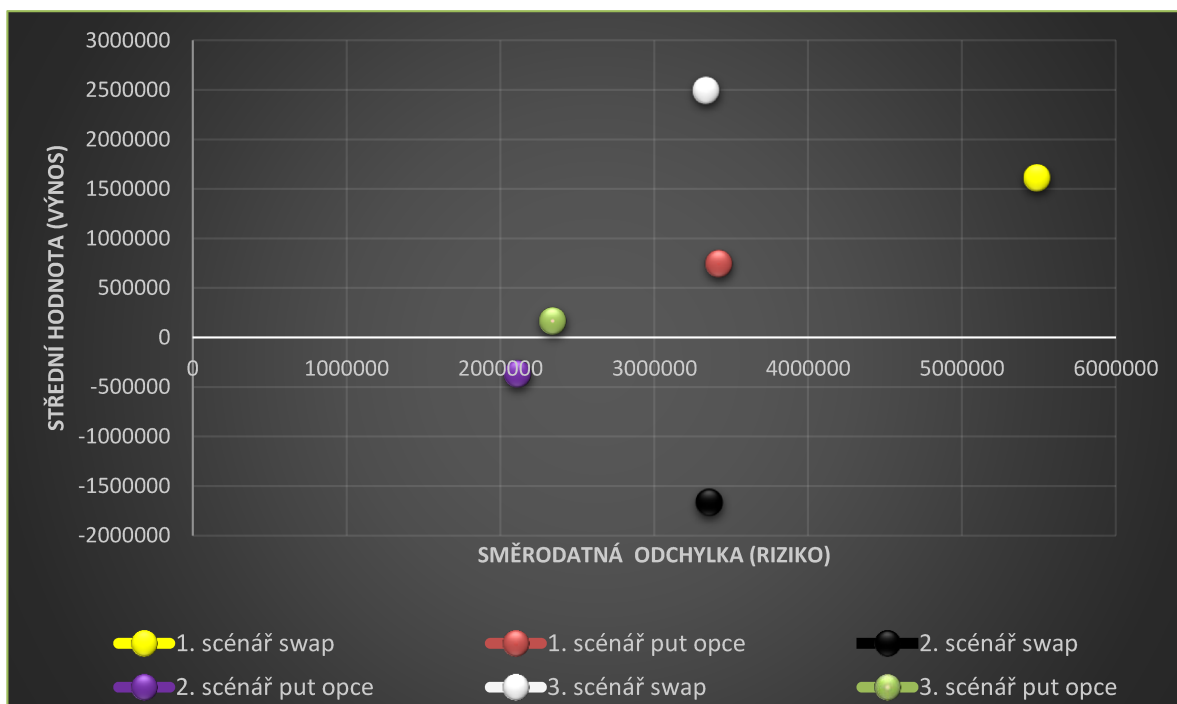 3000000
2500000
2000000
1500000
1000000
500000
0
-500000
-1000000
-1500000
-2000000
STŘEDNÍ HODNOTA (VÝNOS)
0 1000000 2000000 3000000 4000000 5000000 6000000
SMĚRODATNÁ ODCHYLKA (RIZIKO)
1. scénář swap 1. scénář put opce 2. scénář swap
2. scénář put opce 3. scénář swap 3. scénář put opce